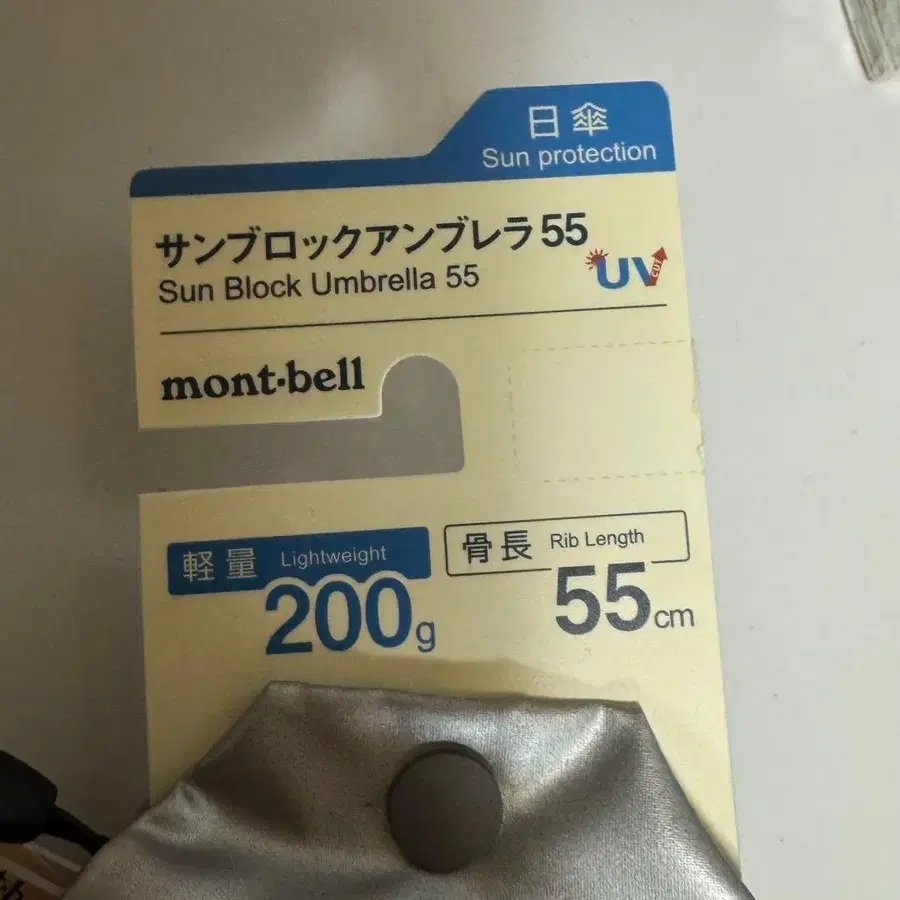 日傘
Sun protection
サンブロックアンブレラ55
Sun Block Umbrella 55
UV CUT
mont·bell
軽量 Lightweight
200g
骨長 Rib Length
55cm